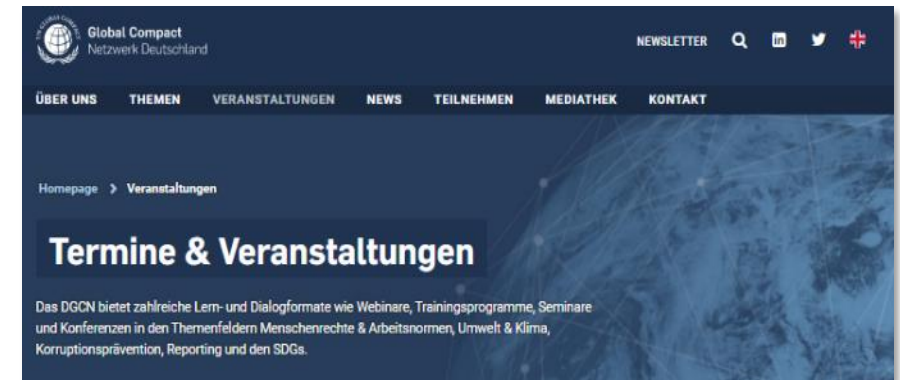 Global Compact
Netzwerk Deutschland
NEWSLETTER
ÜBER UNS THEMEN VERANSTALTUNGEN NEWS TEILNEHMEN MEDIATHEK KONTAKT
Homepage > Veranstaltungen
Termine & Veranstaltungen
Das DGCN bietet zahlreiche Lern- und Dialogformate wie Webinare, Trainingsprogramme, Seminare
und Konferenzen in den Themenfeldern Menschenrechte & Arbeitsnormen, Umwelt & Klima,
Korruptionsprävention, Reporting und den SDGs.